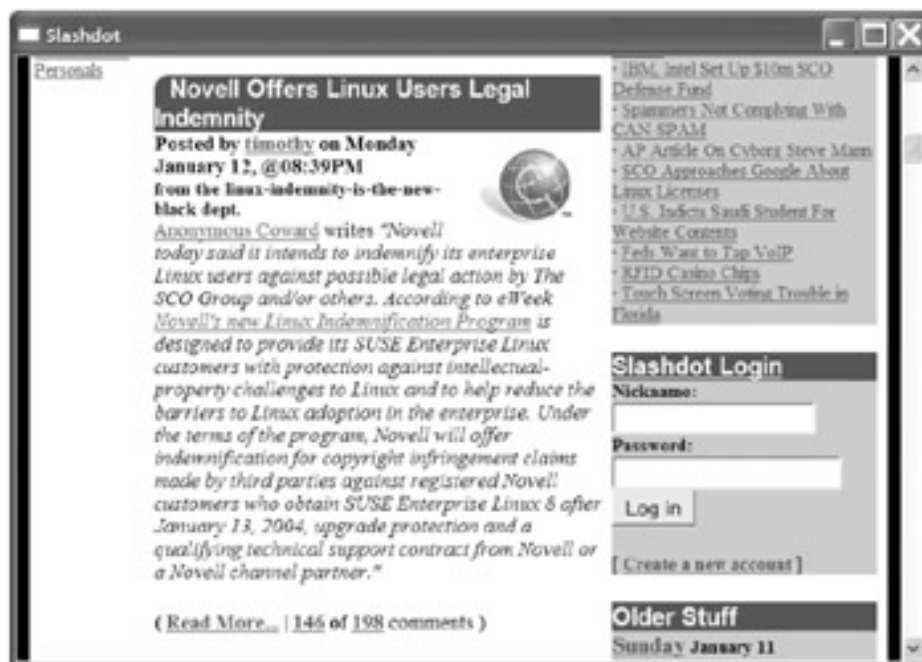 Slashdot
Personals
Novell Offers Linux Users Legal
Indemnity
Posted by timothy on Monday
January 12, @08:39PM
from the linux-indemnity-is-the-new-
black dept.
Anonymous Coward writes "Novell
today said it intends to indemnify its enterprise
Linux users against possible legal action by The
SCO Group and/or others. According to eWeek
Novell's new Linux Indemnification Program is
designed to provide its SUSE Enterprise Linux
customers with protection against intellectual-
property challenges to Linux and to help reduce the
barriers to Linux adoption in the enterprise. Under
the terms of the program, Novell will offer
indemnification for copyright infringement claims
made by third parties against registered Novell
customers who obtain SUSE Enterprise Linux 8 after
January 13, 2004, upgrade protection and a
qualifying technical support contract from Novell or
a Novell channel partner."
( Read More... | 146 of 198 comments )
· IBM, Intel Set Up $10m SCO
Defense Fund
· Spammers Not Complying With
CAN-SPAM
· AP Article On Cyborg Steve Mann
· SCO Approaches Google About
Linux Licenses
· U.S. Indicts Saudi Student For
Website Contents
· Feds Want to Tap VoIP
· RFID Casino Chips
· Touch Screen Voting Trouble in
Florida
Slashdot Login
Nickname:
Password:
Log in
[ Create a new account ]
Older Stuff
Sunday January 11